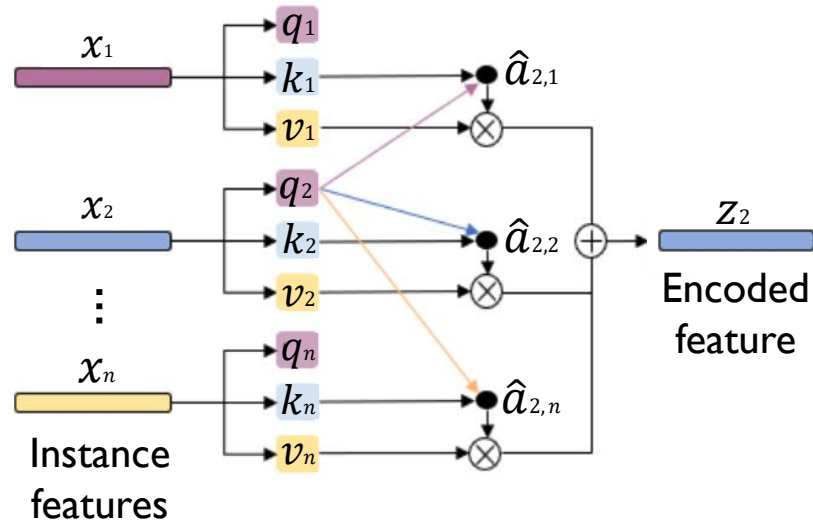 x₁
q₁
k₁
v₁
â₂,₁
x₂
q₂
k₂
v₂
â₂,₂
+
z₂
Encoded
feature
⋮
xₙ
qₙ
kₙ
vₙ
â₂,ₙ
Instance
features